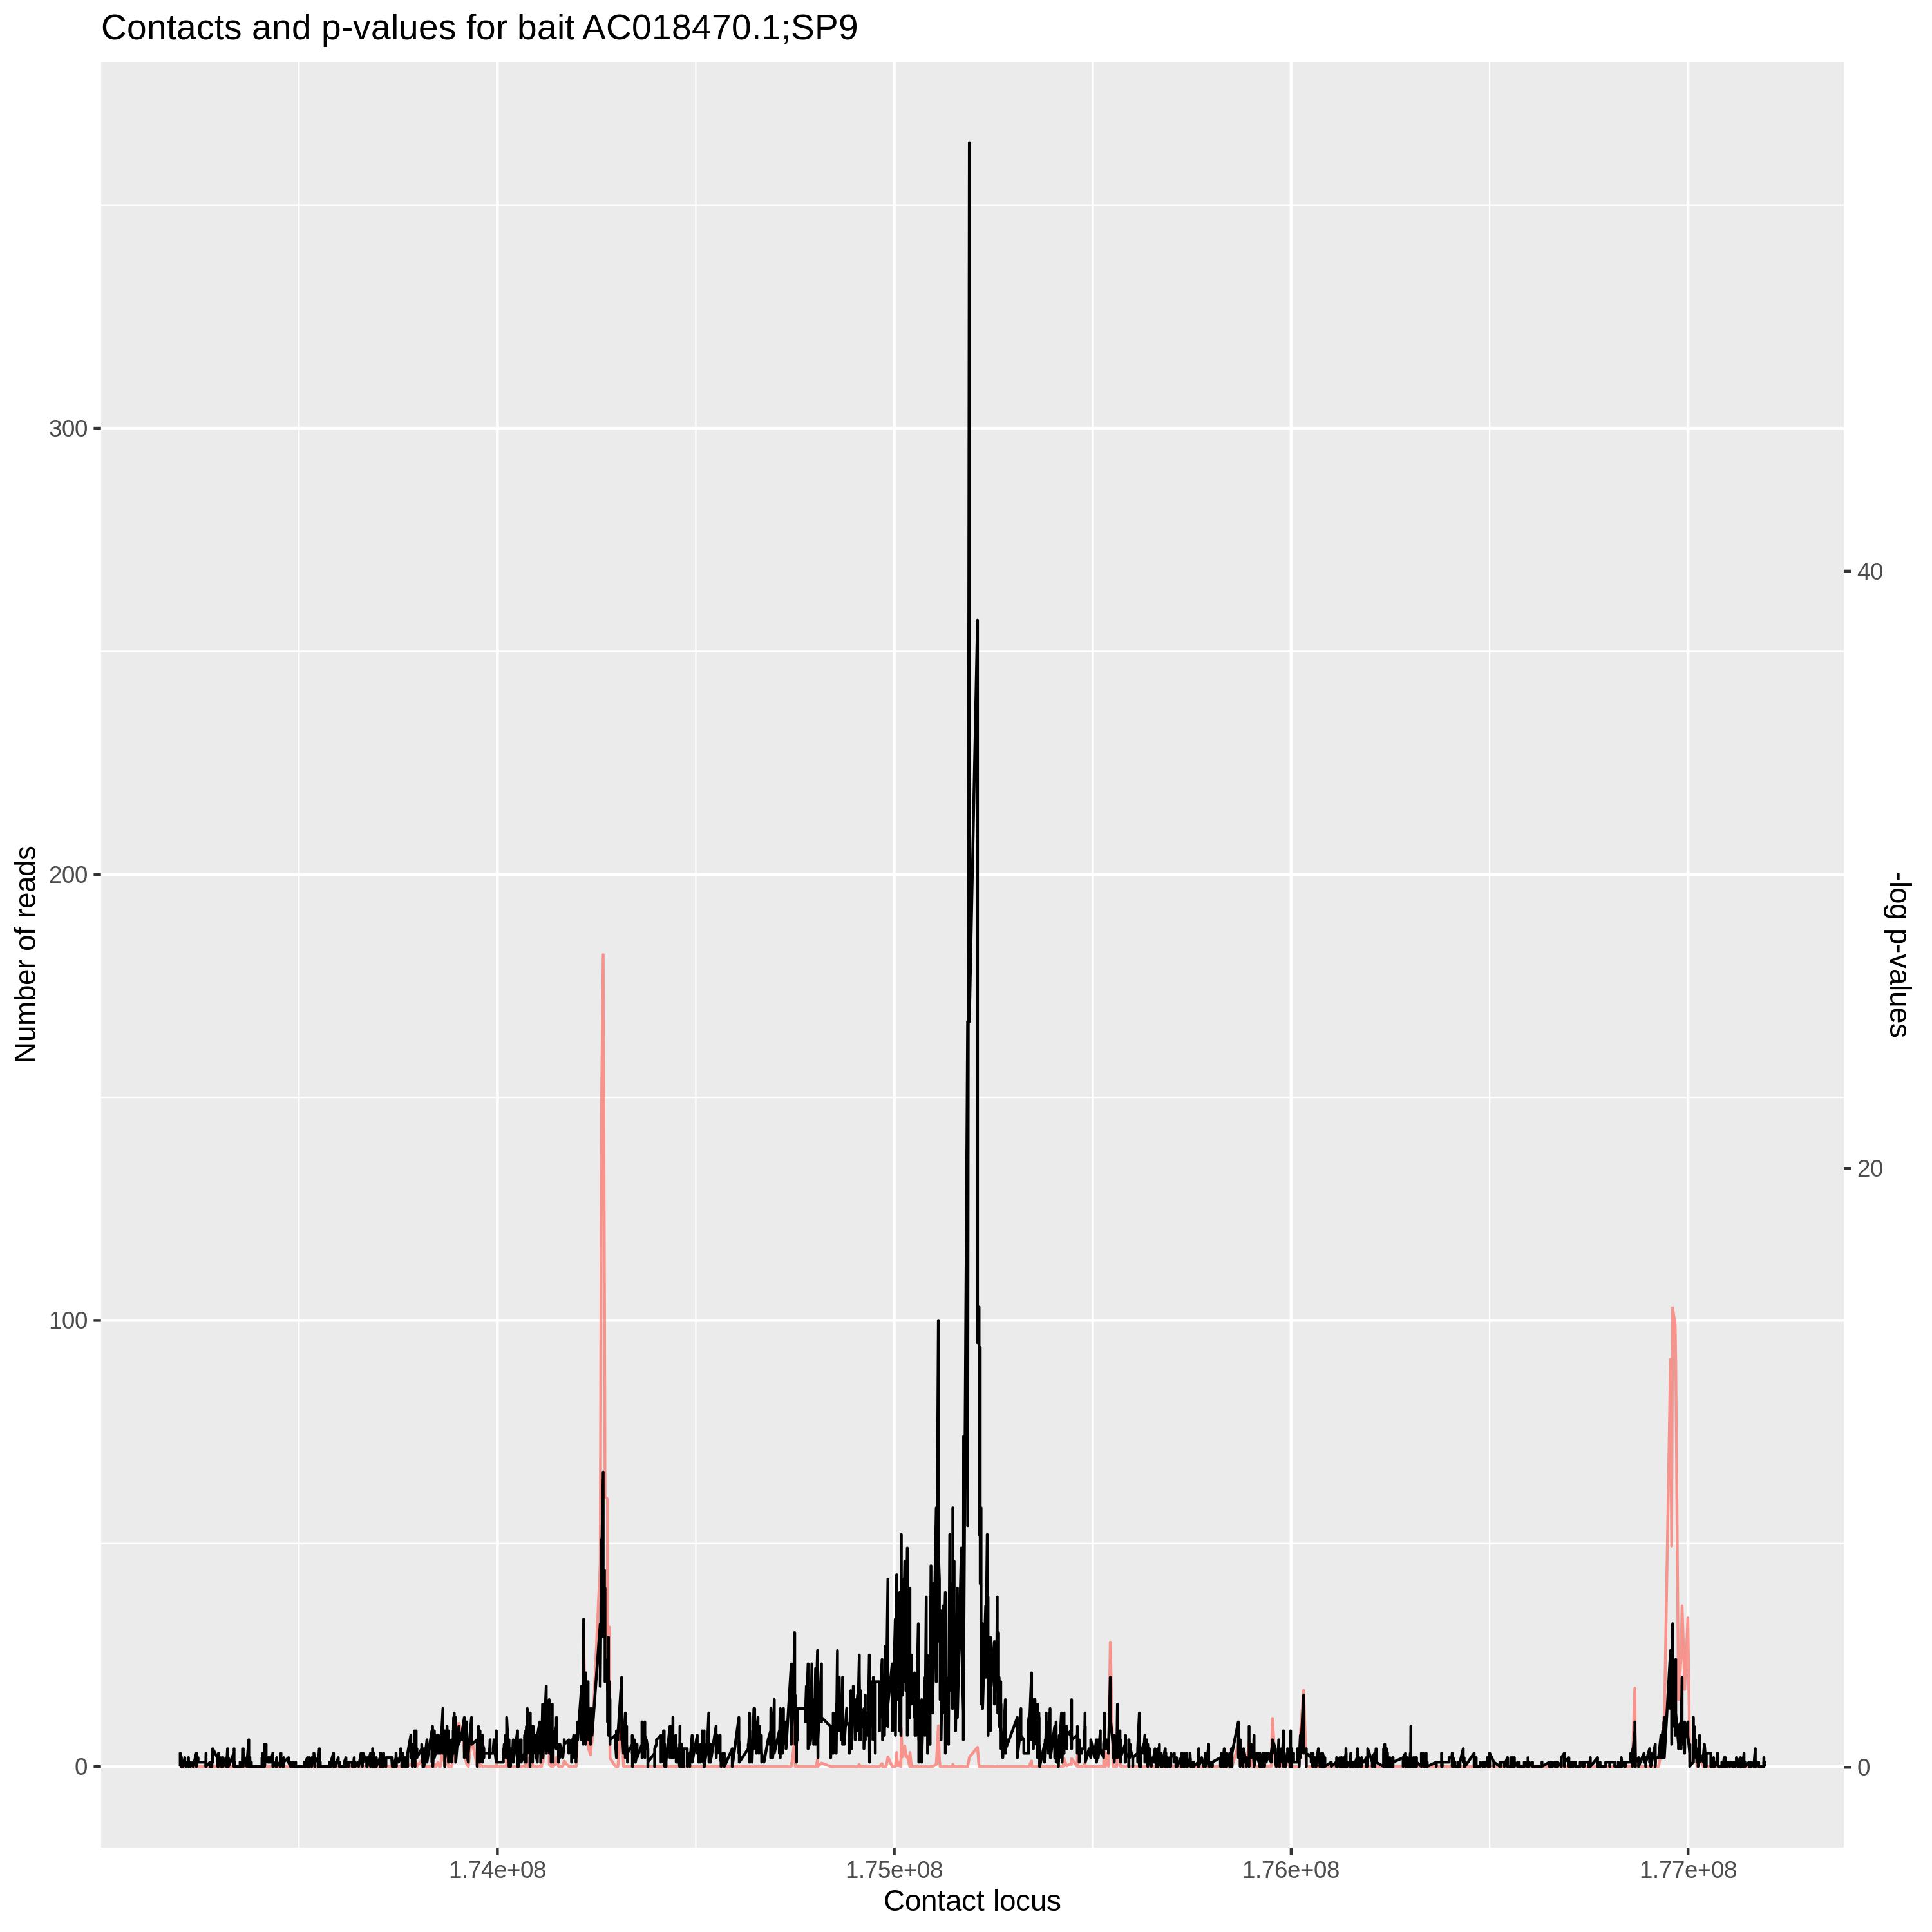 Contacts and p-values for bait AC018470.1;SP9
300
200
100
0
Number of reads
40
20
0
-log p-values
1.74e+08
1.75e+08
1.76e+08
1.77e+08
Contact locus